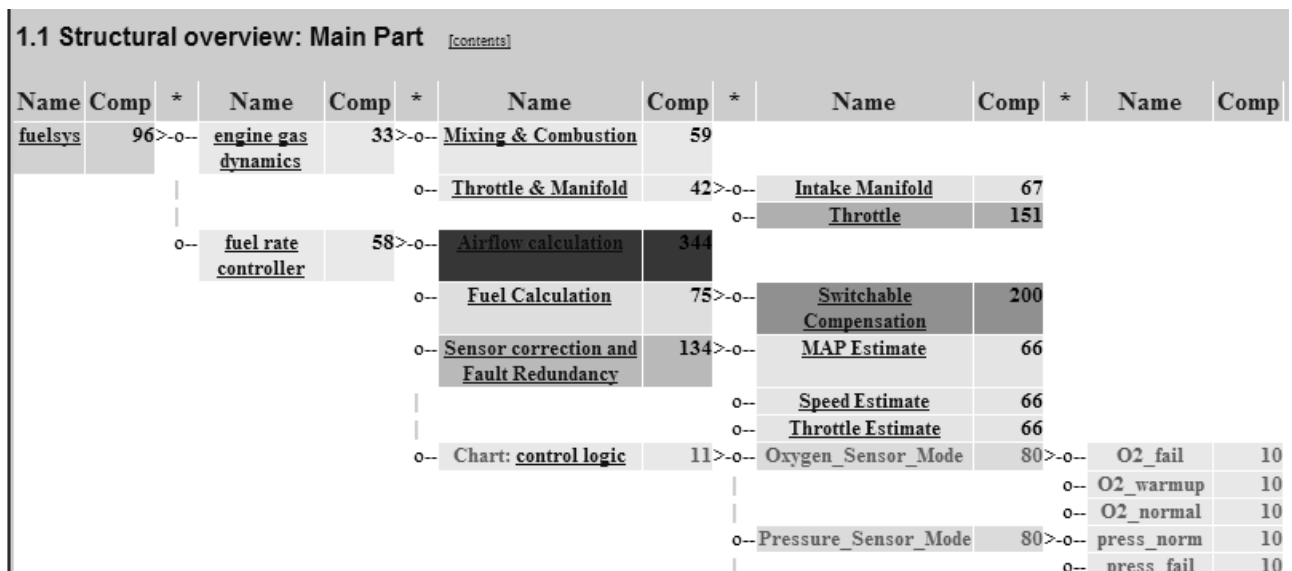 1.1 Structural overview: Main Part [contents]
Name Comp * Name Comp * Name Comp * Name Comp * Name Comp
fuelsys 96>-o-- engine gas 33>-o-- Mixing & Combustion 59
dynamics
| o-- Throttle & Manifold 42>-o-- Intake Manifold 67
| o-- Throttle 151
o-- fuel rate 58>-o-- Airflow calculation 344
controller
o-- Fuel Calculation 75>-o-- Switchable 200
Compensation
o-- Sensor correction and 134>-o-- MAP Estimate 66
Fault Redundancy
| o-- Speed Estimate 66
| o-- Throttle Estimate 66
o-- Chart: control logic 11>-o-- Oxygen_Sensor_Mode 80>-o-- O2_fail 10
| o-- O2_warmup 10
| o-- O2_normal 10
o-- Pressure_Sensor_Mode 80>-o-- press_norm 10
| o-- press_fail 10